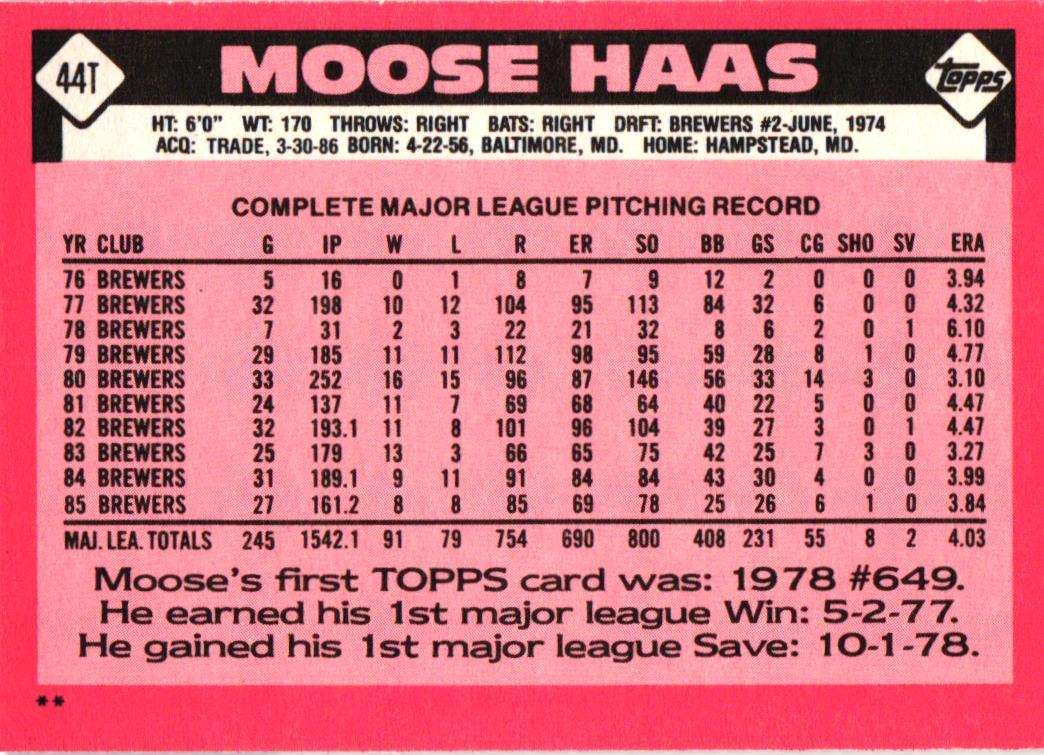 44T
MOOSE HAAS
TOPPS
HT: 6'0" WT: 170 THROWS: RIGHT BATS: RIGHT DRFT: BREWERS #2-JUNE, 1974
ACQ: TRADE, 3-30-86 BORN: 4-22-56, BALTIMORE, MD. HOME: HAMPSTEAD, MD.
COMPLETE MAJOR LEAGUE PITCHING RECORD
YR CLUB G IP W L R ER SO BB GS CG SHO SV ERA
76 BREWERS 5 16 0 1 8 7 9 12 2 0 0 0 3.94
77 BREWERS 32 198 10 12 104 95 113 84 32 6 0 0 4.32
78 BREWERS 7 31 2 3 22 21 32 8 6 2 0 1 6.10
79 BREWERS 29 185 11 11 112 98 95 59 28 8 1 0 4.77
80 BREWERS 33 252 16 15 96 87 146 56 33 14 3 0 3.10
81 BREWERS 24 137 11 7 69 68 64 40 22 5 0 0 4.47
82 BREWERS 32 193.1 11 8 101 96 104 39 27 3 0 1 4.47
83 BREWERS 25 179 13 3 66 65 75 42 25 7 3 0 3.27
84 BREWERS 31 189.1 9 11 91 84 84 43 30 4 0 0 3.99
85 BREWERS 27 161.2 8 8 85 69 78 25 26 6 1 0 3.84
MAJ. LEA. TOTALS 245 1542.1 91 79 754 690 800 408 231 55 8 2 4.03
Moose's first TOPPS card was: 1978 #649.
He earned his 1st major league Win: 5-2-77.
He gained his 1st major league Save: 10-1-78.
**